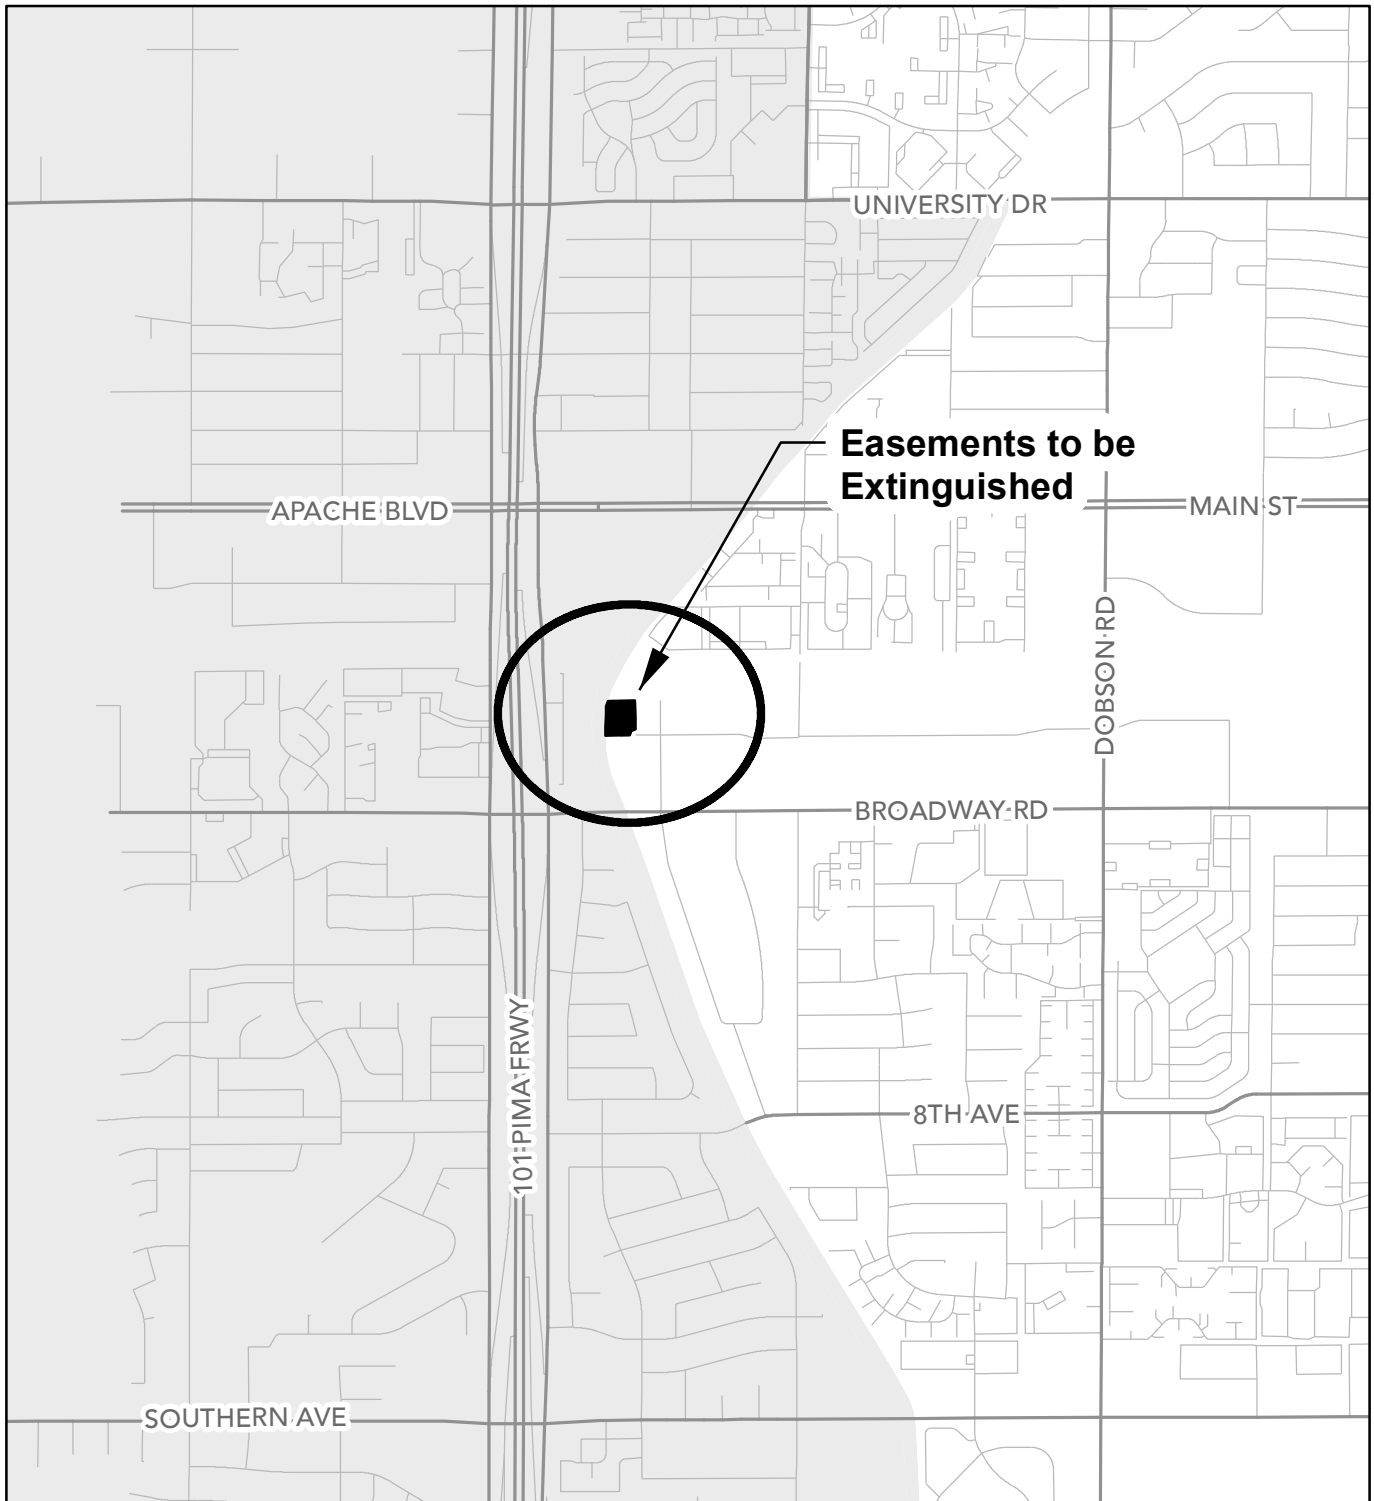 UNIVERSITY DR
Easements to be
Extinguished
APACHE BLVD
MAIN ST
DOBSON RD
BROADWAY RD
101 PIMA FRWY
8TH AVE
SOUTHERN AVE